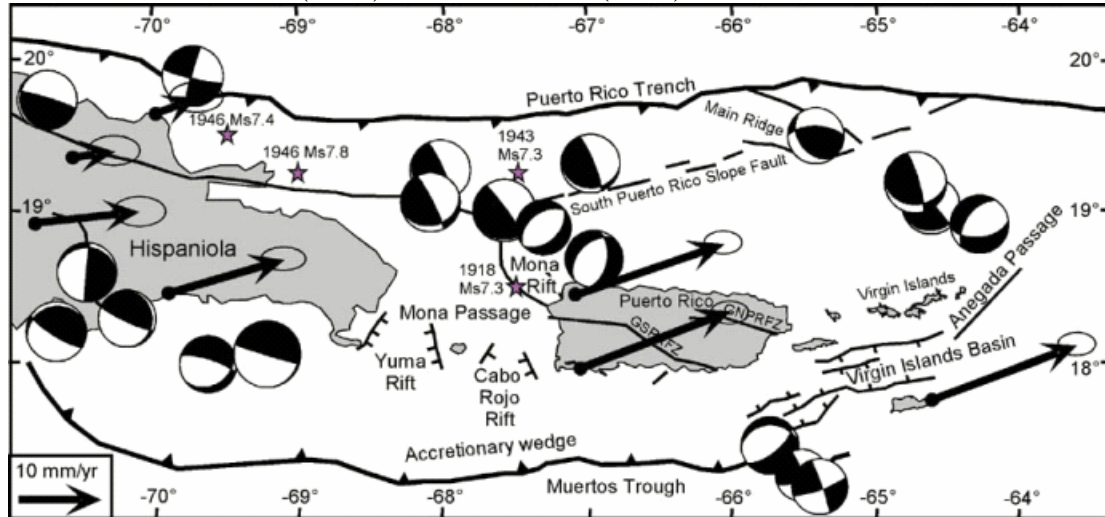 -70° -69° -68° -67° -66° -65° -64°
20° 20°
Puerto Rico Trench
1946 Ms7.4
Main Ridge
1946 Ms7.8
1943
Ms7.3
South Puerto Rico Slope Fault
19° 19°
Hispaniola
Mona
Rift
1918
Ms7.3
Puerto Rico
Virgin Islands
Anegada Passage
Mona Passage
GNPRFZ
GSPRFZ
Yuma
Rift
Cabo
Rojo
Rift
Virgin Islands Basin
18°
Accretionary wedge
10 mm/yr
Muertos Trough
-70° -69° -68° -67° -66° -65° -64°